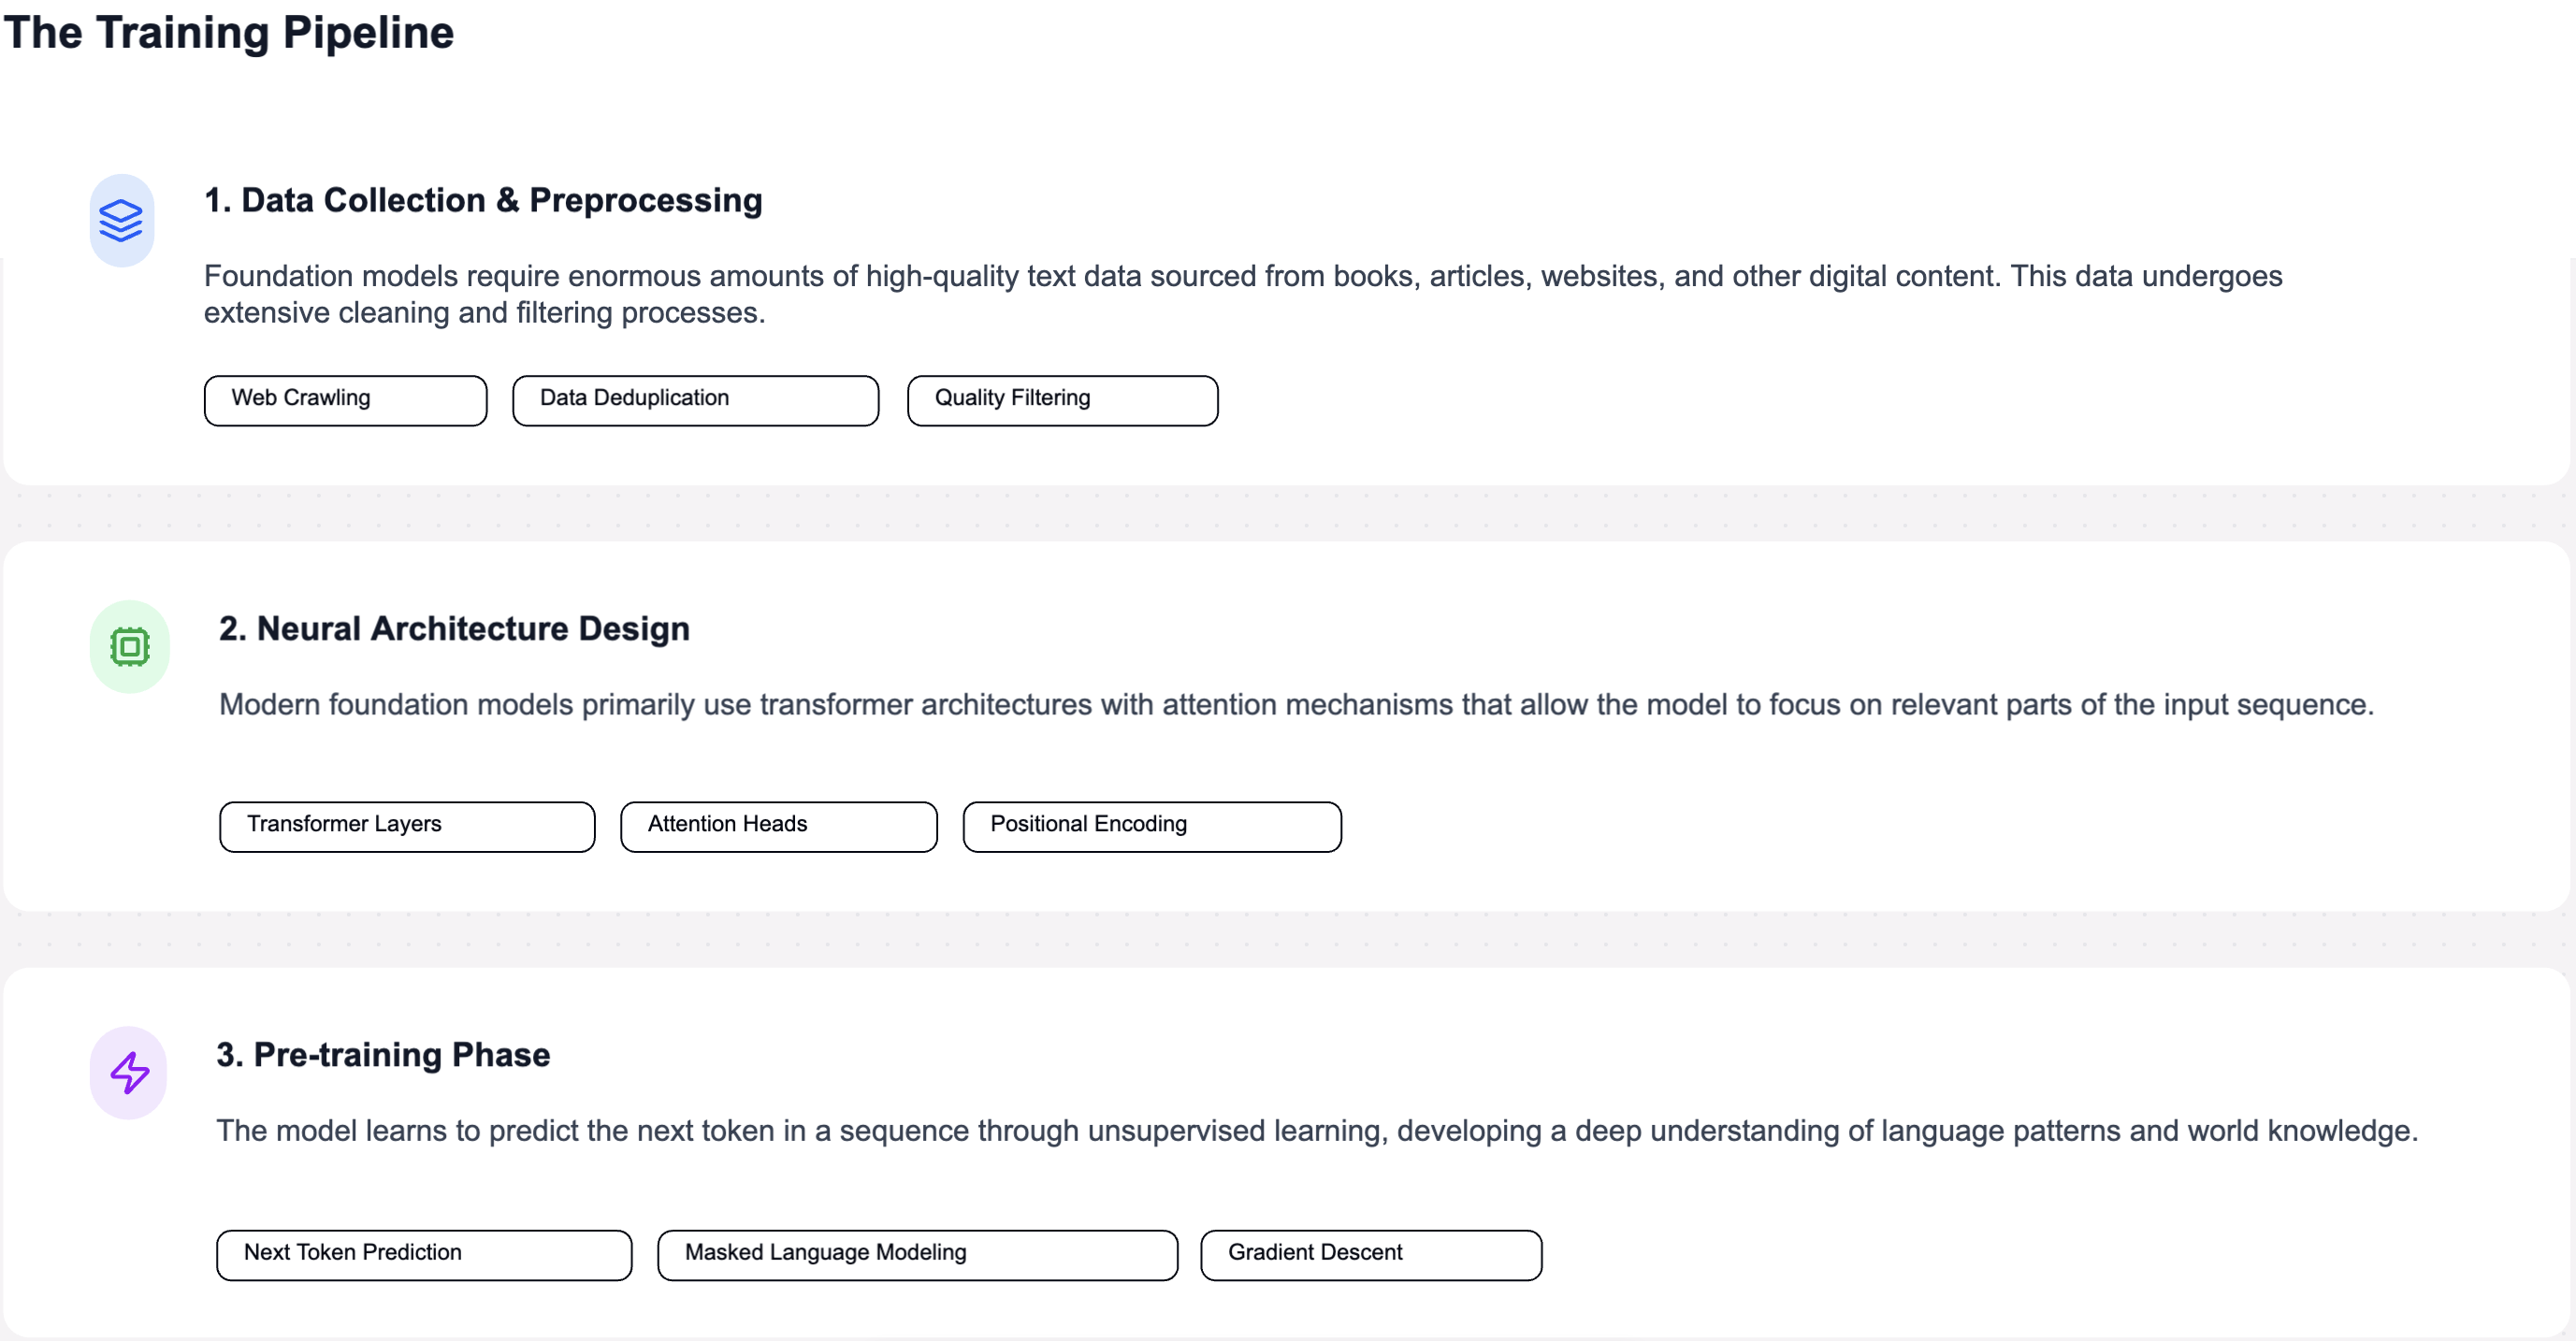 The Training Pipeline
1. Data Collection & Preprocessing
Foundation models require enormous amounts of high-quality text data sourced from books, articles, websites, and other digital content. This data undergoes
extensive cleaning and filtering processes.
Web Crawling
Data Deduplication
Quality Filtering
2. Neural Architecture Design
Modern foundation models primarily use transformer architectures with attention mechanisms that allow the model to focus on relevant parts of the input sequence.
Transformer Layers
Attention Heads
Positional Encoding
3. Pre-training Phase
The model learns to predict the next token in a sequence through unsupervised learning, developing a deep understanding of language patterns and world knowledge.
Next Token Prediction
Masked Language Modeling
Gradient Descent